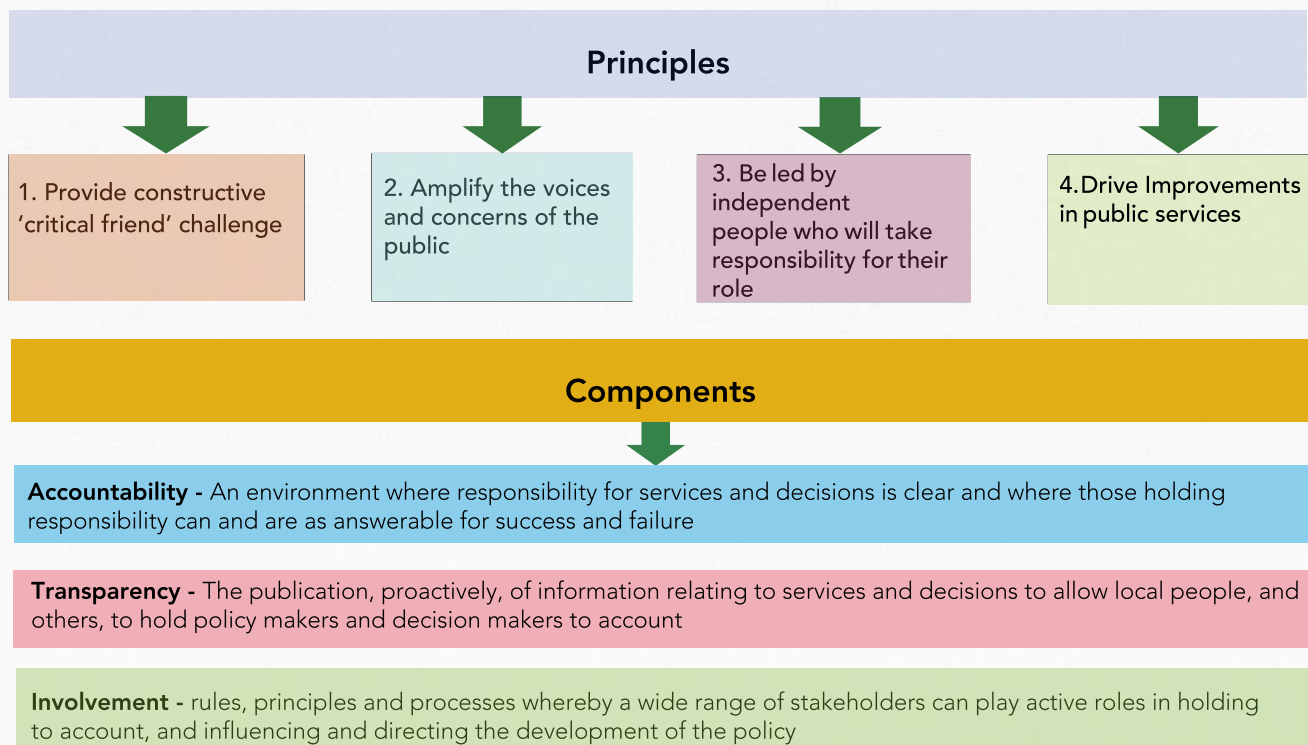 Principles
1. Provide constructive
‘critical friend’ challenge
2. Amplify the voices
and concerns of the
public
3. Be led by
independent
people who will take
responsibility for their
role
4.Drive Improvements
in public services
Components
Accountability - An environment where responsibility for services and decisions is clear and where those holding
responsibility can and are as answerable for success and failure
Transparency - The publication, proactively, of information relating to services and decisions to allow local people, and
others, to hold policy makers and decision makers to account
Involvement - rules, principles and processes whereby a wide range of stakeholders can play active roles in holding
to account, and influencing and directing the development of the policy